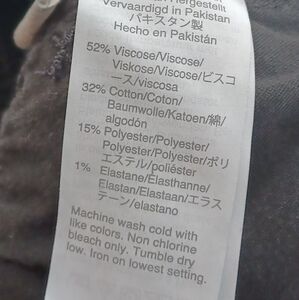 Hergestellt
Vervaardigd in Pakistan
パキスタン製
Hecho en Pakistán
52% Viscose/Viscose/
Viskose/Viscose/ビスコ
ース/viscosa
32% Cotton/Coton/
Baumwolle/Katoen/綿/
algodón
15% Polyester/Polyester/
Polyester/Polyester/ポリ
エステル/poliéster
1% Elastane/Élasthanne/
Elastan/Elastaan/エラス
テーン/elastano
Machine wash cold with
like colors. Non chlorine
bleach only. Tumble dry
low. Iron on lowest setting.